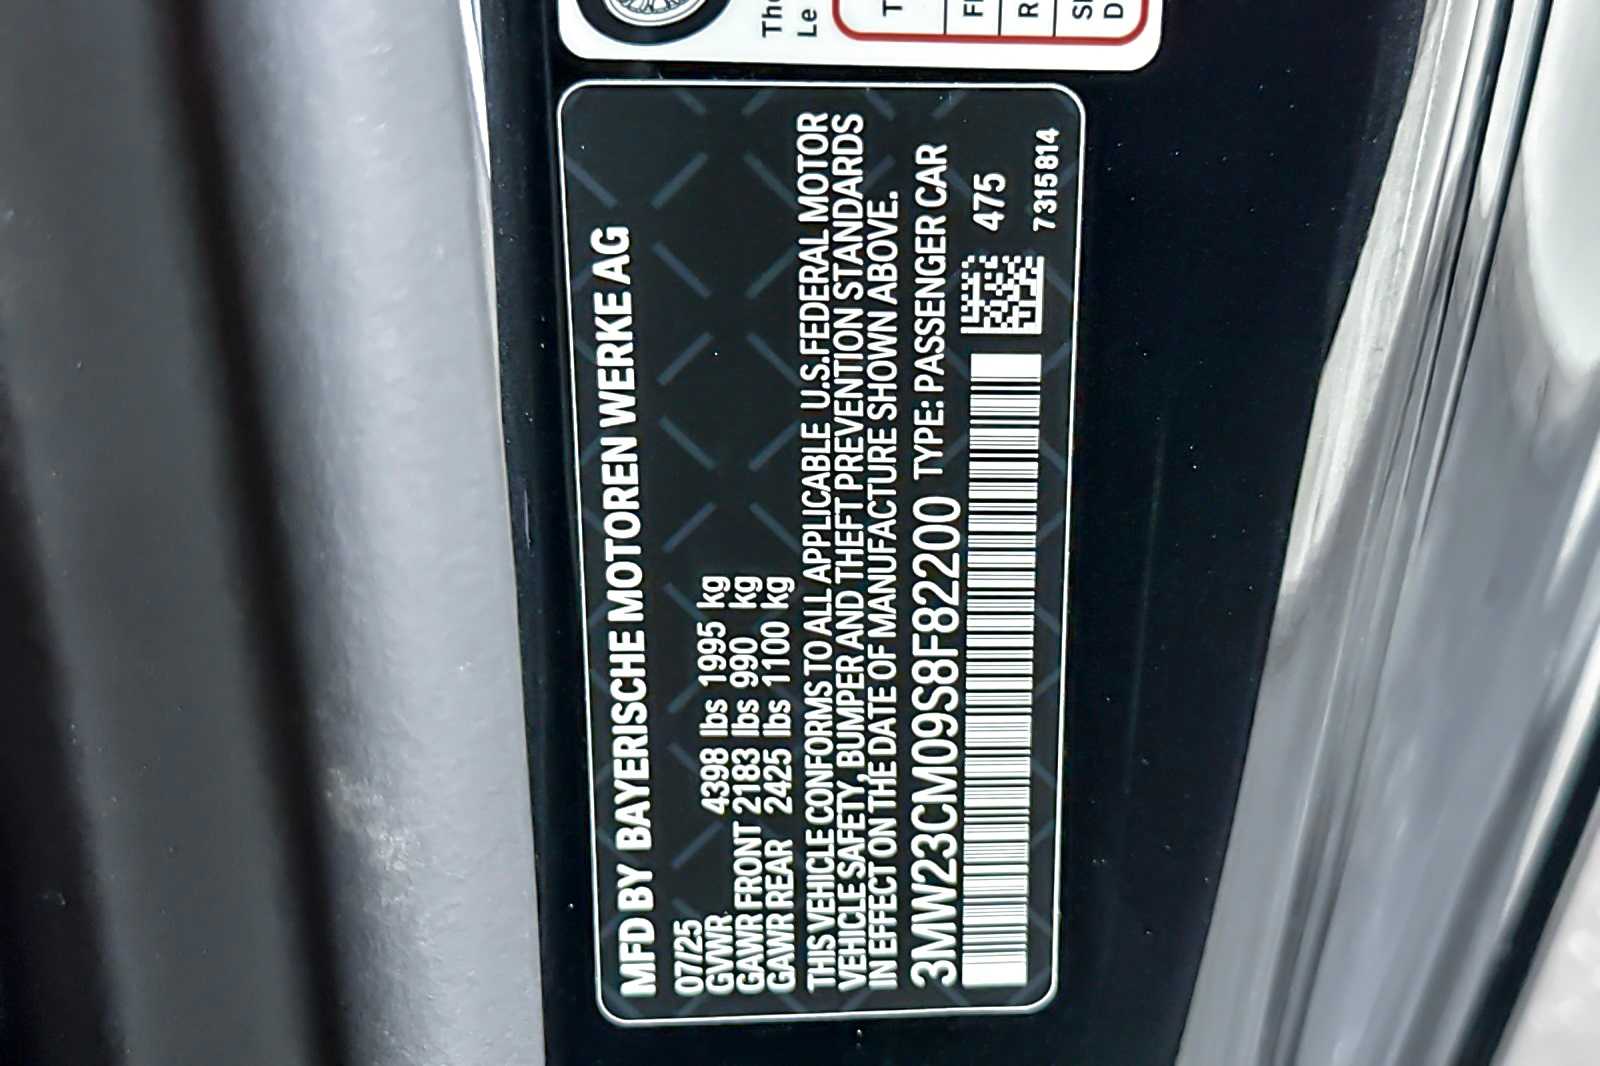 MFD BY BAYERISCHE MOTOREN WERKE AG
07/25
GVWR 4398 lbs 1995 kg
GAWR FRONT 2183 lbs 990 kg
GAWR REAR 2425 lbs 1100 kg
THIS VEHICLE CONFORMS TO ALL APPLICABLE U.S.FEDERAL MOTOR
VEHICLE SAFETY, BUMPER AND THEFT PREVENTION STANDARDS
IN EFFECT ON THE DATE OF MANUFACTURE SHOWN ABOVE.
3MW23CM09S8F82200 TYPE: PASSENGER CAR
475
7315814
Le